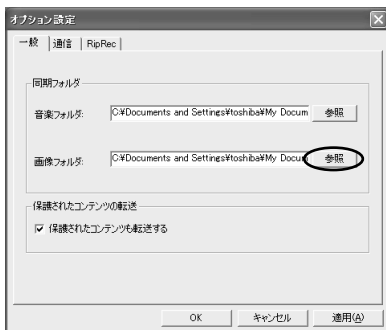 オプション設定
一般 通信 RipRec
同期フォルダ
音楽フォルダ: C:¥Documents and Settings¥toshiba¥My Docum 参照
画像フォルダ: C:¥Documents and Settings¥toshiba¥My Docum 参照
保護されたコンテンツの転送
保護されたコンテンツも転送する
OK キャンセル 適用(A)